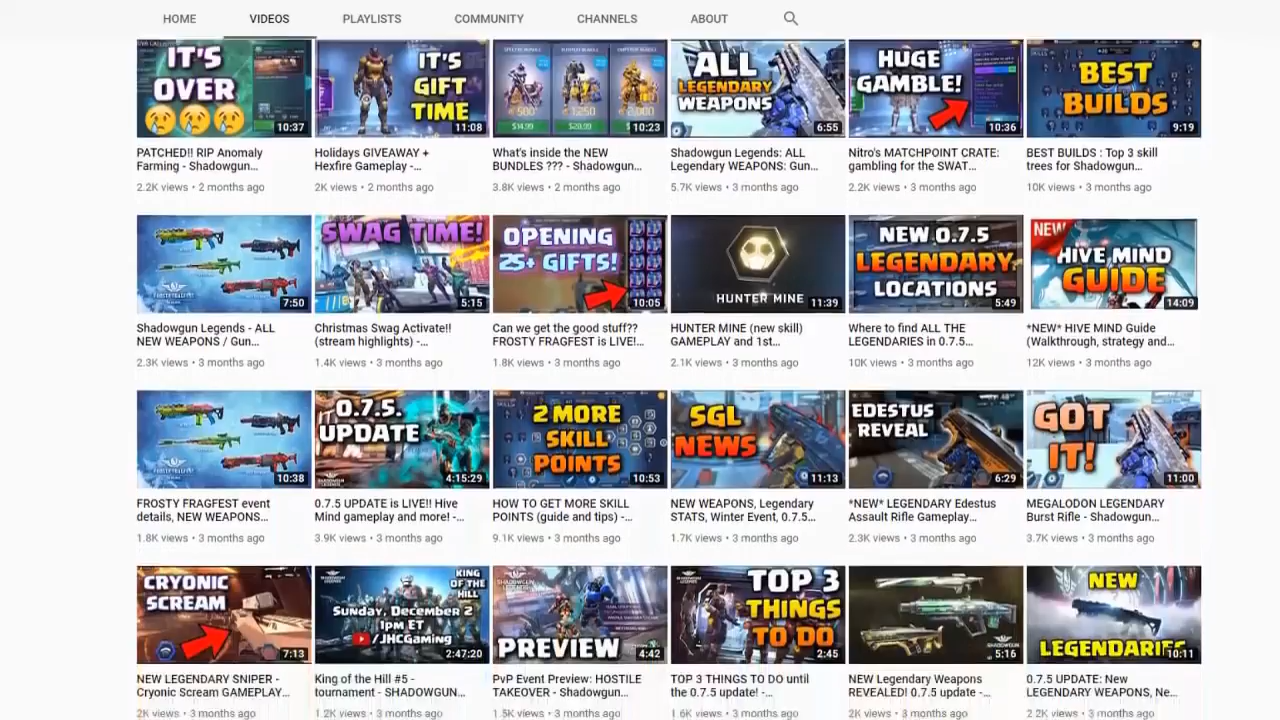 HOME VIDEOS PLAYLISTS COMMUNITY CHANNELS ABOUT
IT'S
OVER
10:37
PATCHED!! RIP Anomaly
Farming - Shadowgun...
2.2K views • 2 months ago
IT'S
GIFT
TIME
11:08
Holidays GIVEAWAY +
Hexfire Gameplay -...
2K views • 2 months ago
500
1,250
$14.99
10:23
What's inside the NEW
BUNDLES ??? - Shadowgun...
3.8K views • 2 months ago
ALL
LEGENDARY
WEAPONS
6:55
Shadowgun Legends: ALL
Legendary WEAPONS: Gun...
5.7K views • 3 months ago
HUGE
GAMBLE!
10:36
Nitro's MATCHPOINT CRATE:
gambling for the SWAT...
2.2K views • 3 months ago
BEST
BUILDS
9:19
BEST BUILDS : Top 3 skill
trees for Shadowgun...
10K views • 3 months ago
7:50
Shadowgun Legends - ALL
NEW WEAPONS / Gun...
2.3K views • 3 months ago
SWAG TIME!
5:15
Christmas Swag Activate!!
(stream highlights) -...
1.4K views • 3 months ago
OPENING
25+ GIFTS!
10:05
Can we get the good stuff??
FROSTY FRAGFEST is LIVE!...
1.8K views • 3 months ago
HUNTER MINE
11:39
HUNTER MINE (new skill)
GAMEPLAY and 1st...
2.1K views • 3 months ago
NEW 0.7.5
LEGENDARY
LOCATIONS
5:49
Where to find ALL THE
LEGENDARIES in 0.7.5...
10K views • 3 months ago
NEW
HIVE MIND
GUIDE
14:09
*NEW* HIVE MIND Guide
(Walkthrough, strategy and...
12K views • 3 months ago
10:38
FROSTY FRAGFEST event
details, NEW WEAPONS...
1.8K views • 3 months ago
0.7.5.
UPDATE
4:15:29
0.7.5 UPDATE is LIVE!! Hive
Mind gameplay and more! -...
3.9K views • 3 months ago
2 MORE
SKILL
POINTS
10:53
HOW TO GET MORE SKILL
POINTS (guide and tips) -...
9.1K views • 3 months ago
SGL
NEWS
11:13
NEW WEAPONS, Legendary
STATS, Winter Event, 0.7.5...
1.7K views • 3 months ago
EDESTUS
REVEAL
6:29
*NEW* LEGENDARY Edestus
Assault Rifle Gameplay...
2.3K views • 3 months ago
GOT
IT!
11:00
MEGALODON LEGENDARY
Burst Rifle - Shadowgun...
3.7K views • 3 months ago
CRYONIC
SCREAM
7:13
NEW LEGENDARY SNIPER -
Cryonic Scream GAMEPLAY...
2K views • 3 months ago
KING
OF THE
HILL
Sunday, December 2
1pm ET
/JHCGaming
2:47:20
King of the Hill #5 -
tournament - SHADOWGUN...
1.2K views • 3 months ago
PREVIEW
4:42
PvP Event Preview: HOSTILE
TAKEOVER - Shadowgun...
1.5K views • 3 months ago
TOP 3
THINGS
TO DO
2:45
TOP 3 THINGS TO DO until
the 0.7.5 update! -...
1.6K views • 3 months ago
5:16
NEW Legendary Weapons
REVEALED! 0.7.5 update -...
2K views • 3 months ago
NEW
LEGENDARIES
10:11
0.7.5 UPDATE: New
LEGENDARY WEAPONS, Ne...
2.2K views • 3 months ago